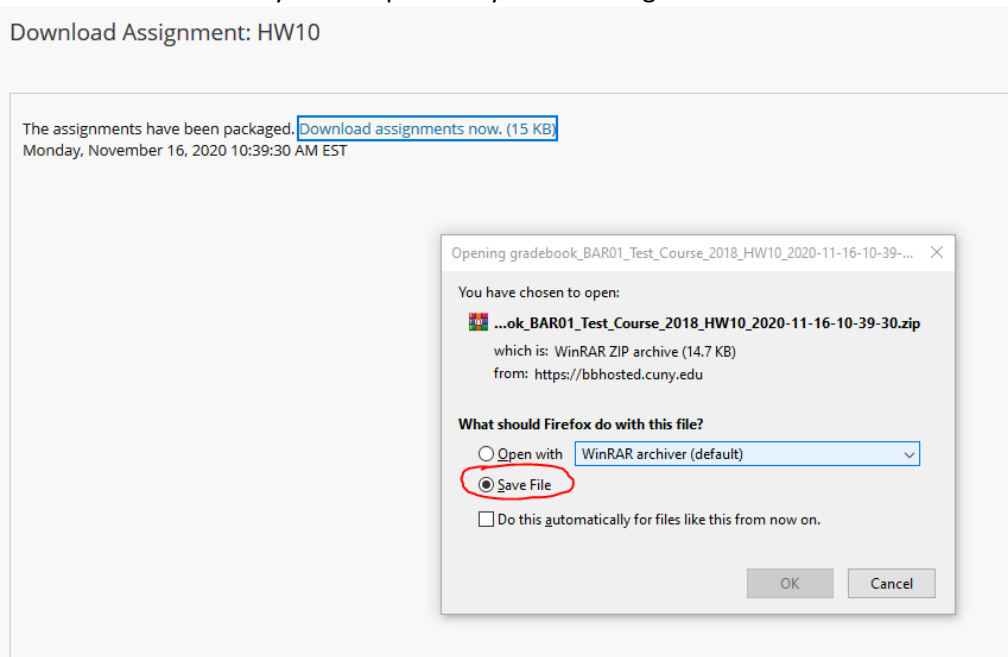 Download Assignment: HW10
The assignments have been packaged. Download assignments now. (15 KB)
Monday, November 16, 2020 10:39:30 AM EST
Opening gradebook_BAR01_Test_Course_2018_HW10_2020-11-16-10-39-...
You have chosen to open:
...ok_BAR01_Test_Course_2018_HW10_2020-11-16-10-39-30.zip
which is: WinRAR ZIP archive (14.7 KB)
from: https://bbhosted.cuny.edu
What should Firefox do with this file?
Open with WinRAR archiver (default)
Save File
Do this automatically for files like this from now on.
OK Cancel